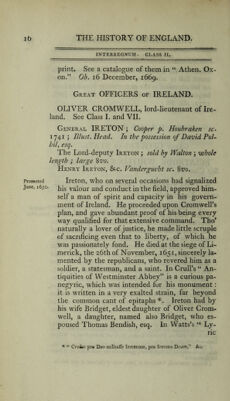 16 THE HISTORY OF ENGLAND.
INTERREGNUM. CLASS II.
print. See a catalogue of them in “ Athen. Ox-
on.” Ob. 16 December, 1669.
GREAT OFFICERS of IRELAND.
OLIVER CROMWELL, lord-lieutenant of Ire-
land. See Class I. and VII.
GENERAL IRETON ; Cooper p. Houbraken sc.
1741 ; Illust. Head. In the possession of David Pol-
hil, esq.
The Lord-deputy IRETON ; sold by Walton ; whole
length ; large 8vo.
HENRY IRETON, &c. Vandergucht sc. 8vo.
Promoted
June, 1650.
Ireton, who on several occasions had signalized
his valour and conduct in the field, approved him-
self a man of spirit and capacity in his govern-
ment of Ireland. He proceeded upon Cromwell’s
plan, and gave abundant proof of his being every
way qualified for that extensive command. Tho’
naturally a lover of justice, he made little scruple
of sacrificing even that to liberty, of which he
was passionately fond. He died at the siege of Li-
merick, the 26th of November, 1651, sincerely la-
mented by the republicans, who revered him as a
soldier, a statesman, and a saint. In Crull’s “ An-
tiquities of Westminster Abbey” is a curious pa-
negyric, which was intended for his monument :
it is written in a very exalted strain, far beyond
the common cant of epitaphs *. Ireton had by
his wife Bridget, eldest daughter of Oliver Crom-
well, a daughter, named also Bridget, who es-
poused Thomas Bendish, esq. In Watts’s “ Ly-
ric